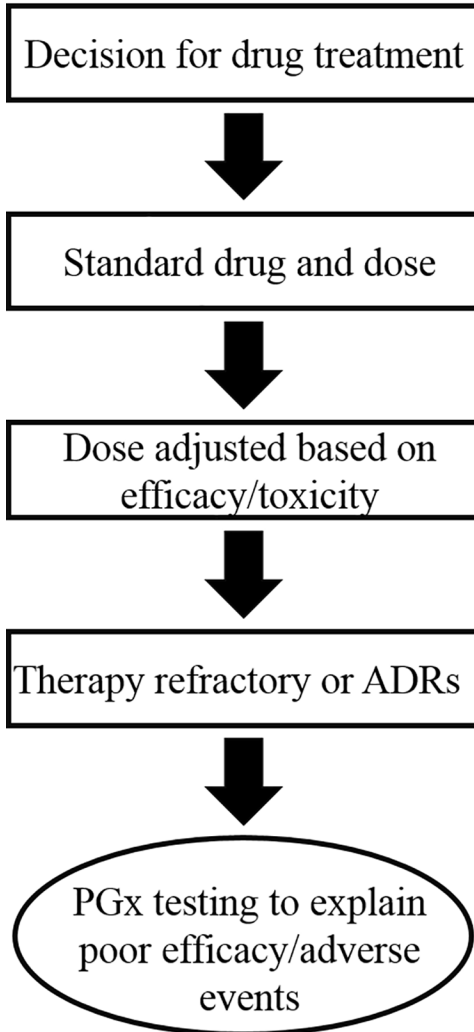 Decision for drug treatment
Standard drug and dose
Dose adjusted based on
efficacy/toxicity
Therapy refractory or ADRs
PGx testing to explain
poor efficacy/adverse
events